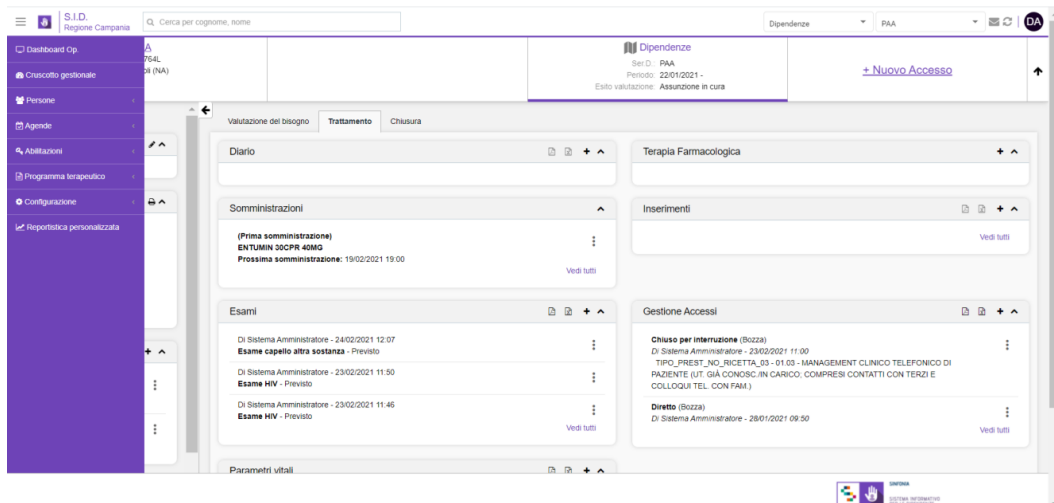 S.I.D.
Regione Campania
Cerca per cognome, nome
Dipendenze
PAA
DA
Dashboard Op.
Cruscotto gestionale
Persone
Agende
Abilitazioni
Programma terapeutico
Configurazione
Reportistica personalizzata
A
764L
oli (NA)
Dipendenze
Ser.D.: PAA
Periodo: 22/01/2021 -
Esito valutazione: Assunzione in cura
+ Nuovo Accesso
Valutazione del bisogno Trattamento Chiusura
Diario
Terapia Farmacologica
Somministrazioni
(Prima somministrazione)
ENTUMIN 30CPR 40MG
Prossima somministrazione: 19/02/2021 19:00
Vedi tutti
Inserimenti
Vedi tutti
Esami
Di Sistema Amministratore - 24/02/2021 12:07
Esame capello altra sostanza - Previsto
Di Sistema Amministratore - 23/02/2021 11:50
Esame HIV - Previsto
Di Sistema Amministratore - 23/02/2021 11:46
Esame HIV - Previsto
Vedi tutti
Gestione Accessi
Chiuso per interruzione (Bozza)
Di Sistema Amministratore - 23/02/2021 11:00
TIPO_PREST_NO_RICETTA_03 - 01.03 - MANAGEMENT CLINICO TELEFONICO DI
PAZIENTE (UT. GIÀ CONOSC./IN CARICO; COMPRESI CONTATTI CON TERZI E
COLLOQUI TEL. CON FAM.)
Diretto (Bozza)
Di Sistema Amministratore - 28/01/2021 09:50
Vedi tutti
Parametri vitali
SINFONIA
SISTEMA INFORMATIVO